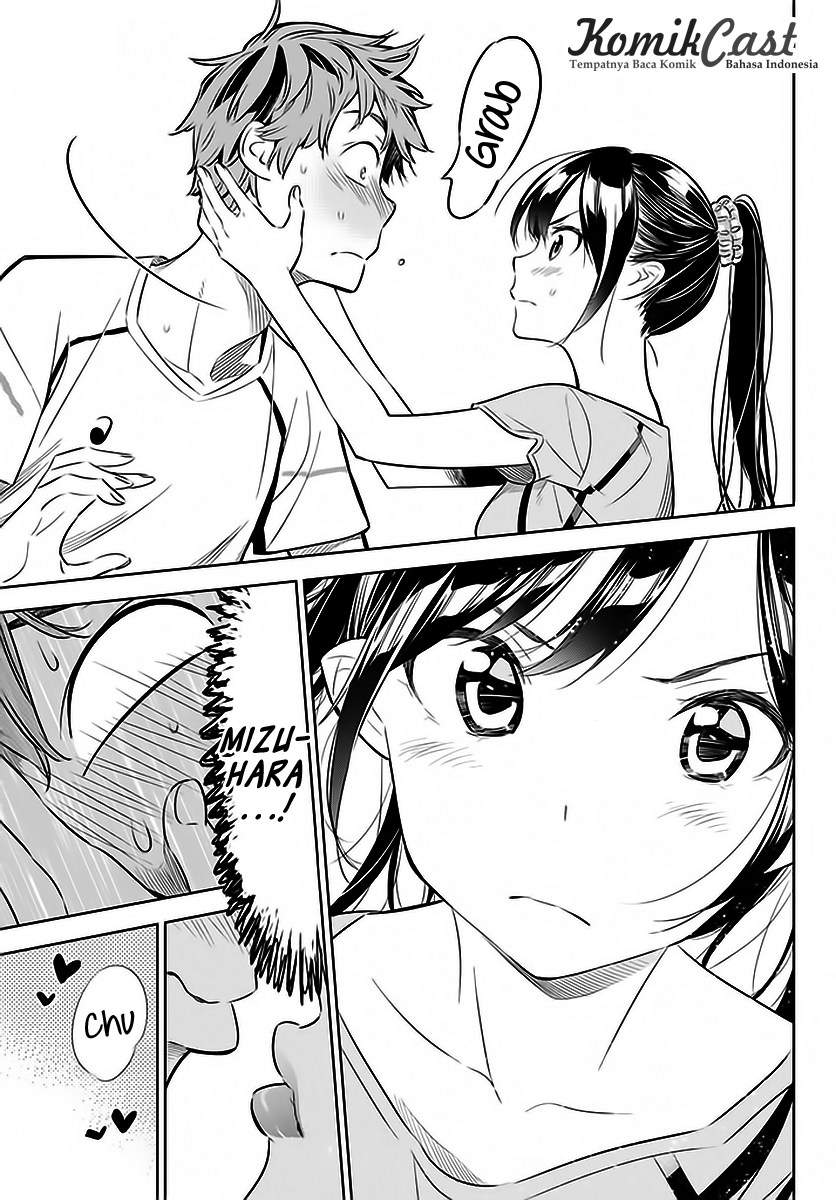 KomikCast
Tempatnya Baca Komik Bahasa Indonesia
Grab
MIZU-
HARA
...!
chu